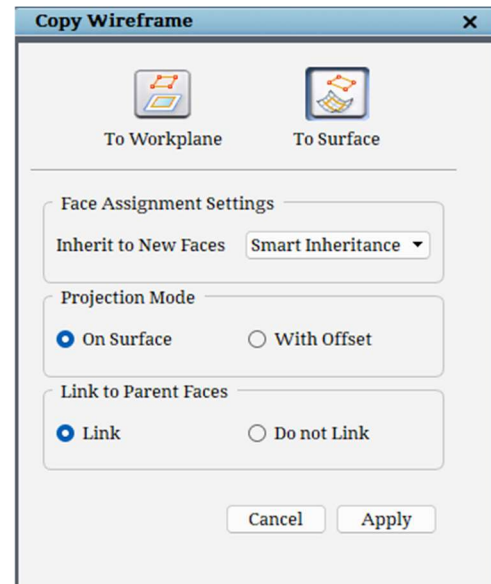 Copy Wireframe
To Workplane To Surface
Face Assignment Settings
Inherit to New Faces Smart Inheritance
Projection Mode
On Surface With Offset
Link to Parent Faces
Link Do not Link
Cancel Apply